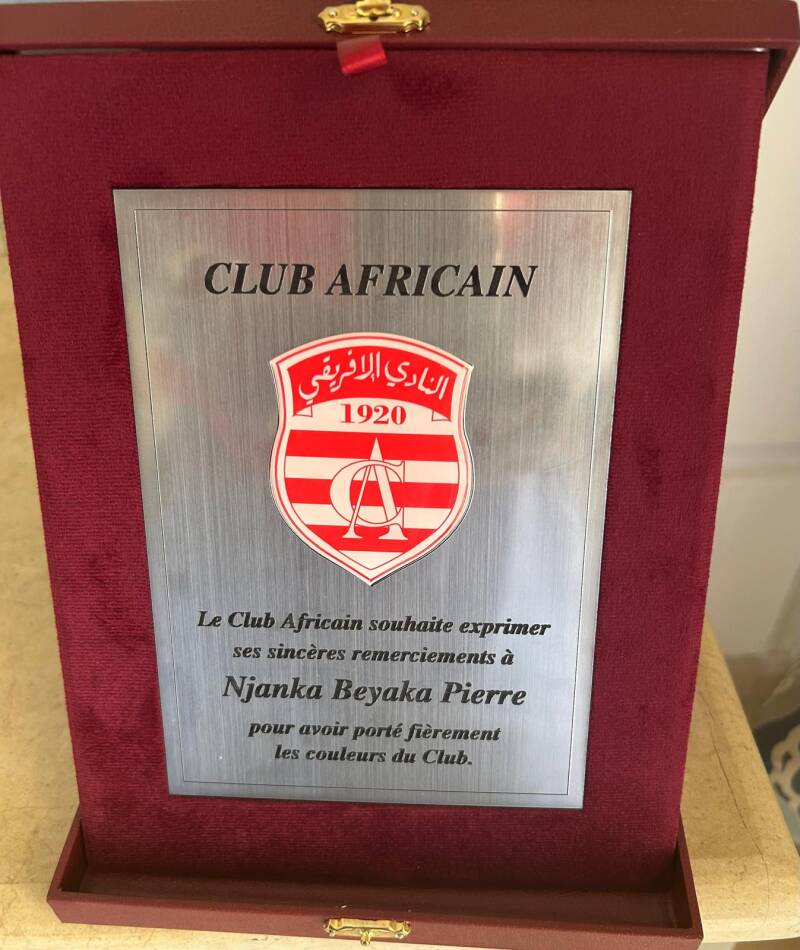 CLUB AFRICAIN
النادي الإفريقي
1920
CA
Le Club Africain souhaite exprimer
ses sincères remerciements à
Njanka Beyaka Pierre
pour avoir porté fièrement
les couleurs du Club.